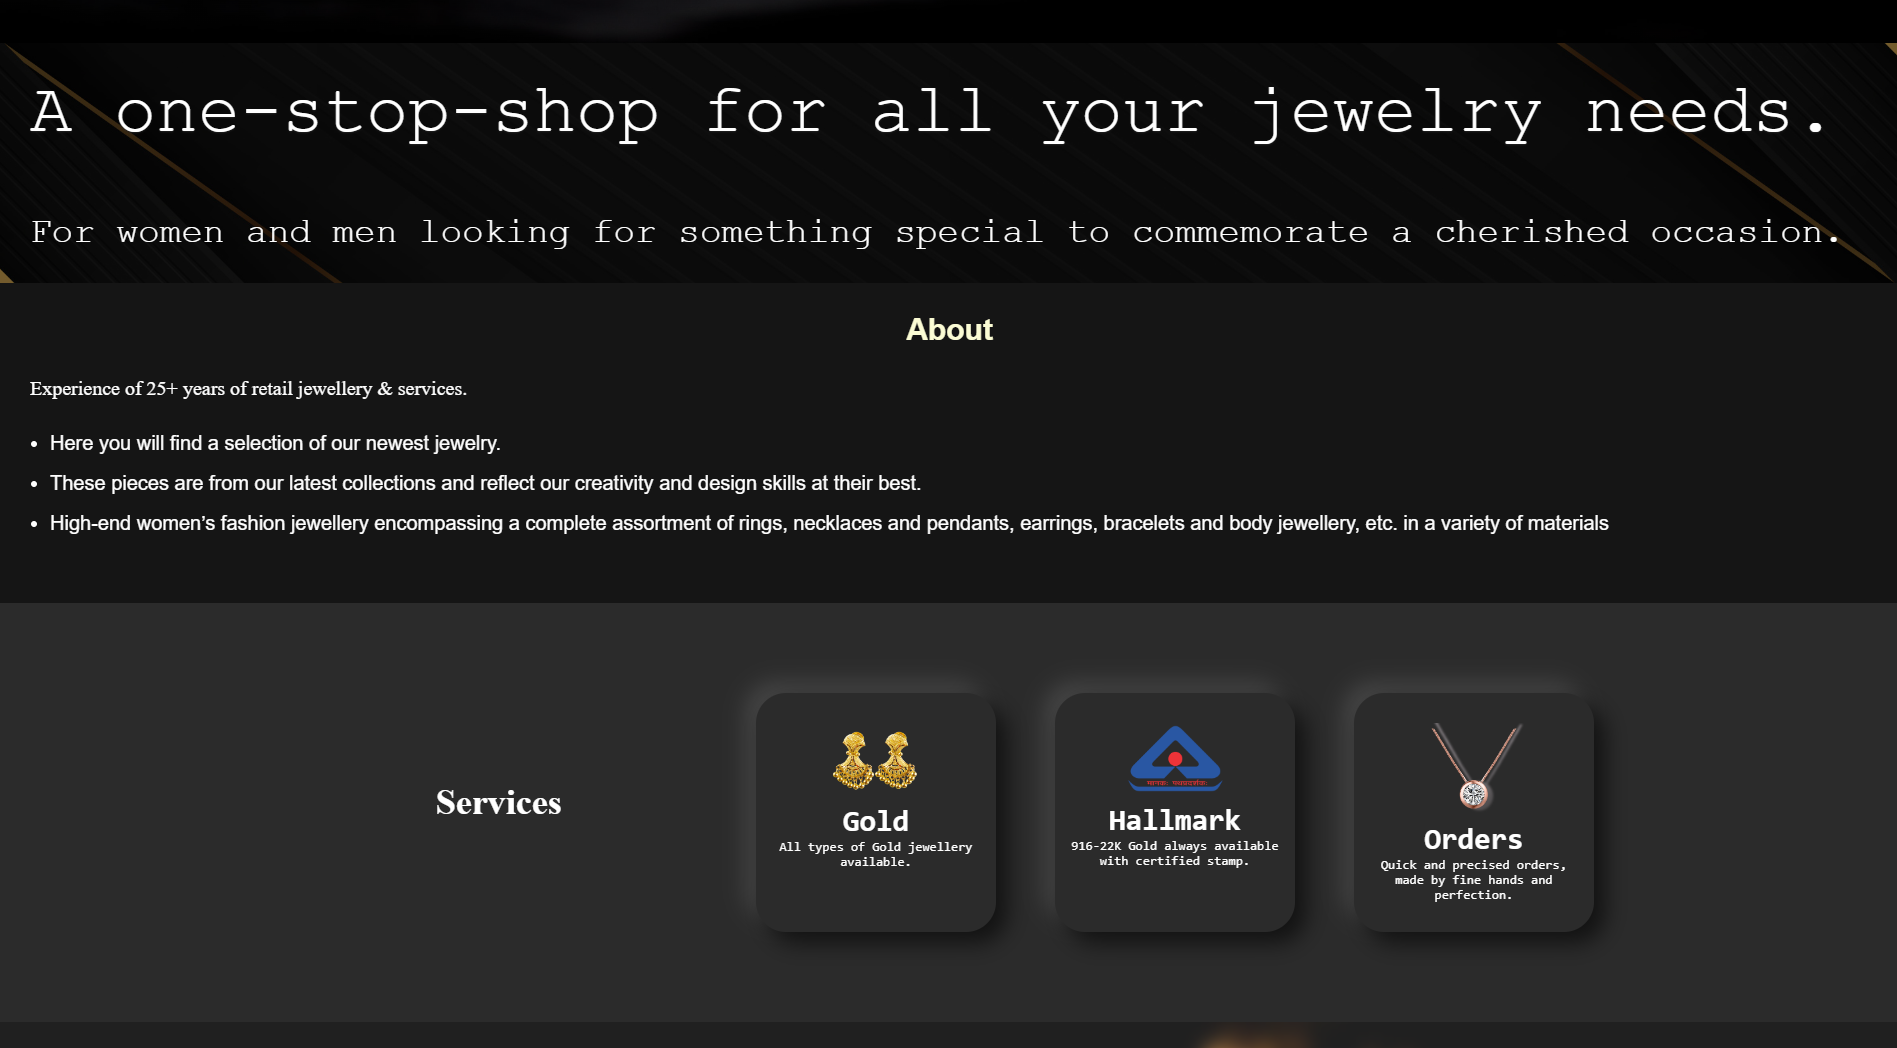 A one-stop-shop for all your jewelry needs.
For women and men looking for something special to commemorate a cherished occasion.
About
Experience of 25+ years of retail jewellery & services.
• Here you will find a selection of our newest jewelry.
• These pieces are from our latest collections and reflect our creativity and design skills at their best.
• High-end women’s fashion jewellery encompassing a complete assortment of rings, necklaces and pendants, earrings, bracelets and body jewellery, etc. in a variety of materials
Services
Gold
All types of Gold jewellery
available.
मानकः पथप्रदर्शकः
Hallmark
916-22K Gold always available
with certified stamp.
Orders
Quick and precised orders,
made by fine hands and
perfection.